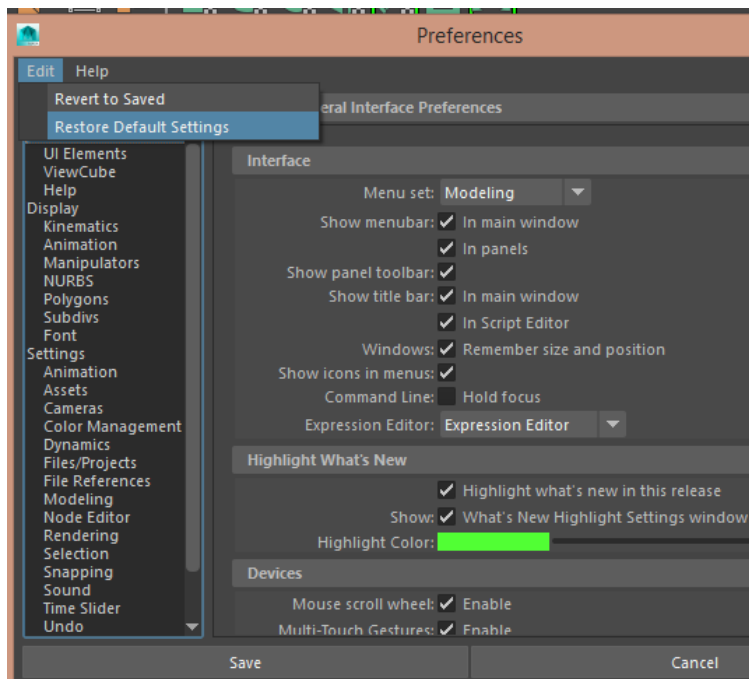 Preferences
Edit Help
Revert to Saved
Restore Default Settings
eral Interface Preferences
UI Elements
ViewCube
Help
Display
Kinematics
Animation
Manipulators
NURBS
Polygons
Subdivs
Font
Settings
Animation
Assets
Cameras
Color Management
Dynamics
Files/Projects
File References
Modeling
Node Editor
Rendering
Selection
Snapping
Sound
Time Slider
Undo
Interface
Menu set: Modeling
Show menubar: In main window
In panels
Show panel toolbar:
Show title bar: In main window
In Script Editor
Windows: Remember size and position
Show icons in menus:
Command Line: Hold focus
Expression Editor: Expression Editor
Highlight What's New
Highlight what's new in this release
Show: What's New Highlight Settings window
Highlight Color:
Devices
Mouse scroll wheel: Enable
Multi-Touch Gestures: Enable
Save Cancel